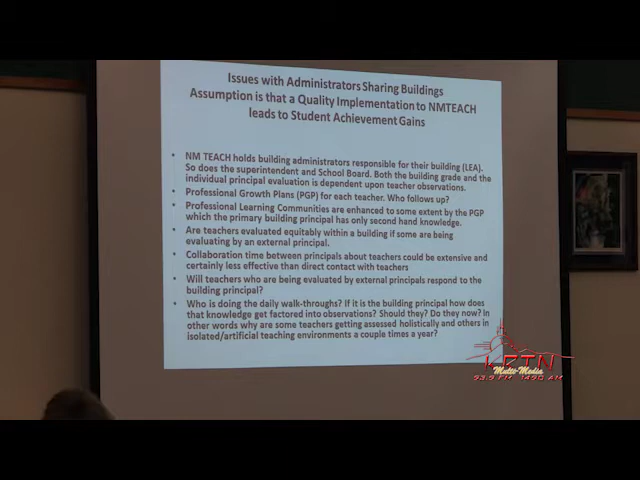 Issues with Administrators Sharing Buildings
Assumption is that a Quality Implementation to NMTEACH
leads to Student Achievement Gains
• NM TEACH holds building administrators responsible for their building (LEA).
So does the superintendent and School Board. Both the building grade and the
individual principal evaluation is dependent upon teacher observations.
• Professional Growth Plans (PGP) for each teacher. Who follows up?
• Professional Learning Communities are enhanced to some extent by the PGP
which the primary building principal has only second hand knowledge.
• Are teachers evaluated equitably within a building if some are being
evaluating by an external principal.
• Collaboration time between principals about teachers could be extensive and
certainly less effective than direct contact with teachers
• Will teachers who are being evaluated by external principals respond to the
building principal?
• Who is doing the daily walk-throughs? If it is the building principal how does
that knowledge get factored into observations? Should they? Do they now? In
other words why are some teachers getting assessed holistically and others in
isolated/artificial teaching environments a couple times a year?
KRTN
Multi-Media
93.9 FM 1490 AM